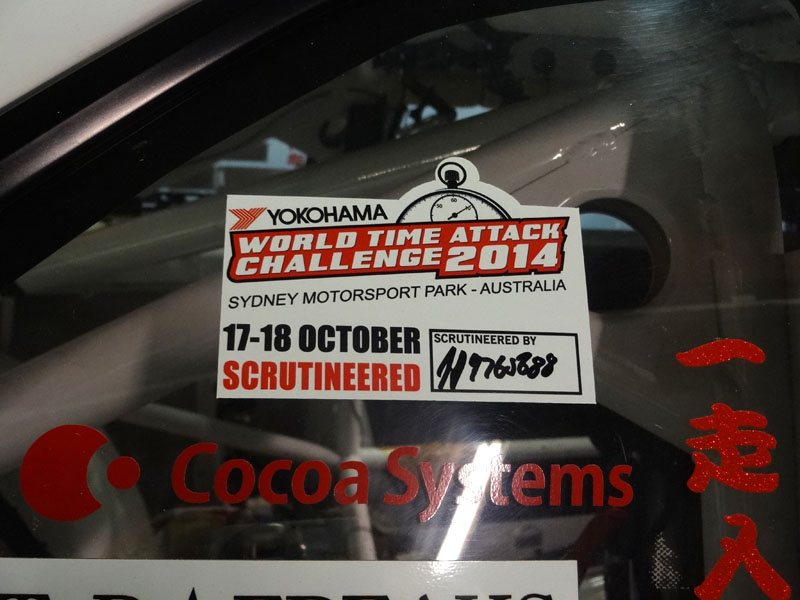 YOKOHAMA
WORLD TIME ATTACK
CHALLENGE 2014
SYDNEY MOTORSPORT PARK - AUSTRALIA
17-18 OCTOBER
SCRUTINEERED
SCRUTINEERED BY
Cocoa Systems
一走入